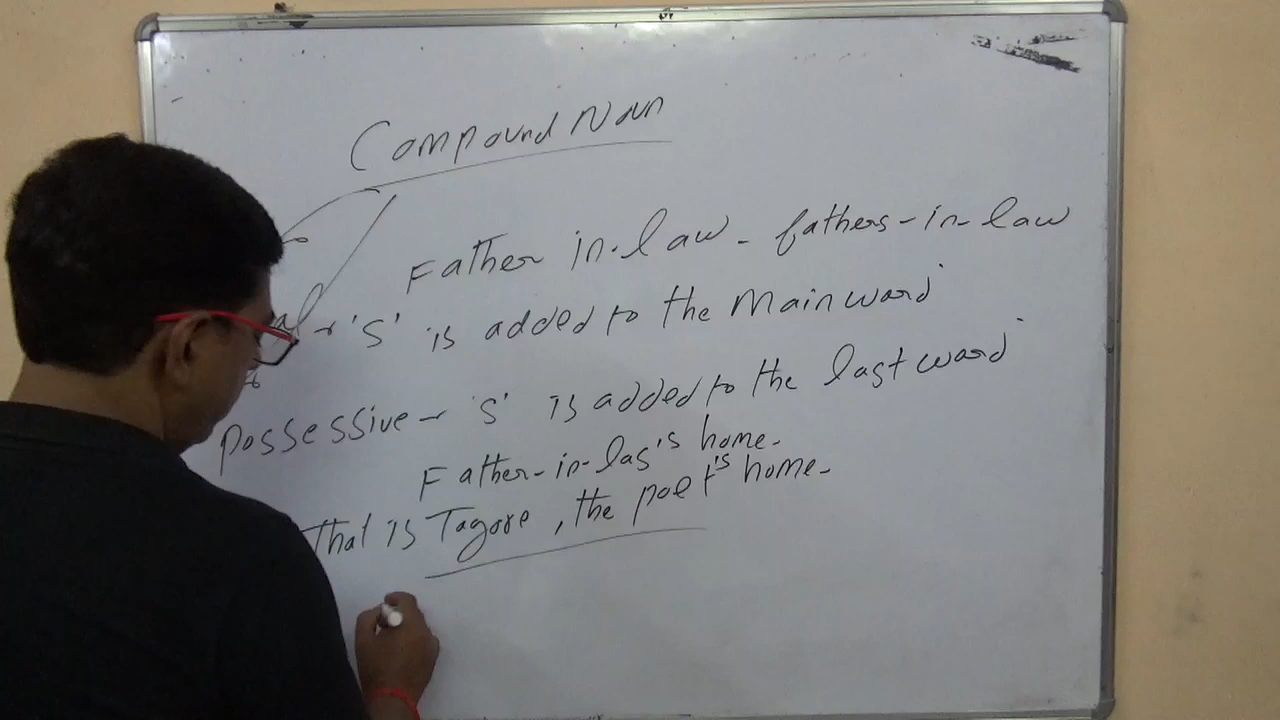 Compound Noun
Father in-law - fathers-in-law
's' is added to the Main word
possessive - 's' is added to the last word
Father-in-las's home.
That is Tagore, the poet's home.